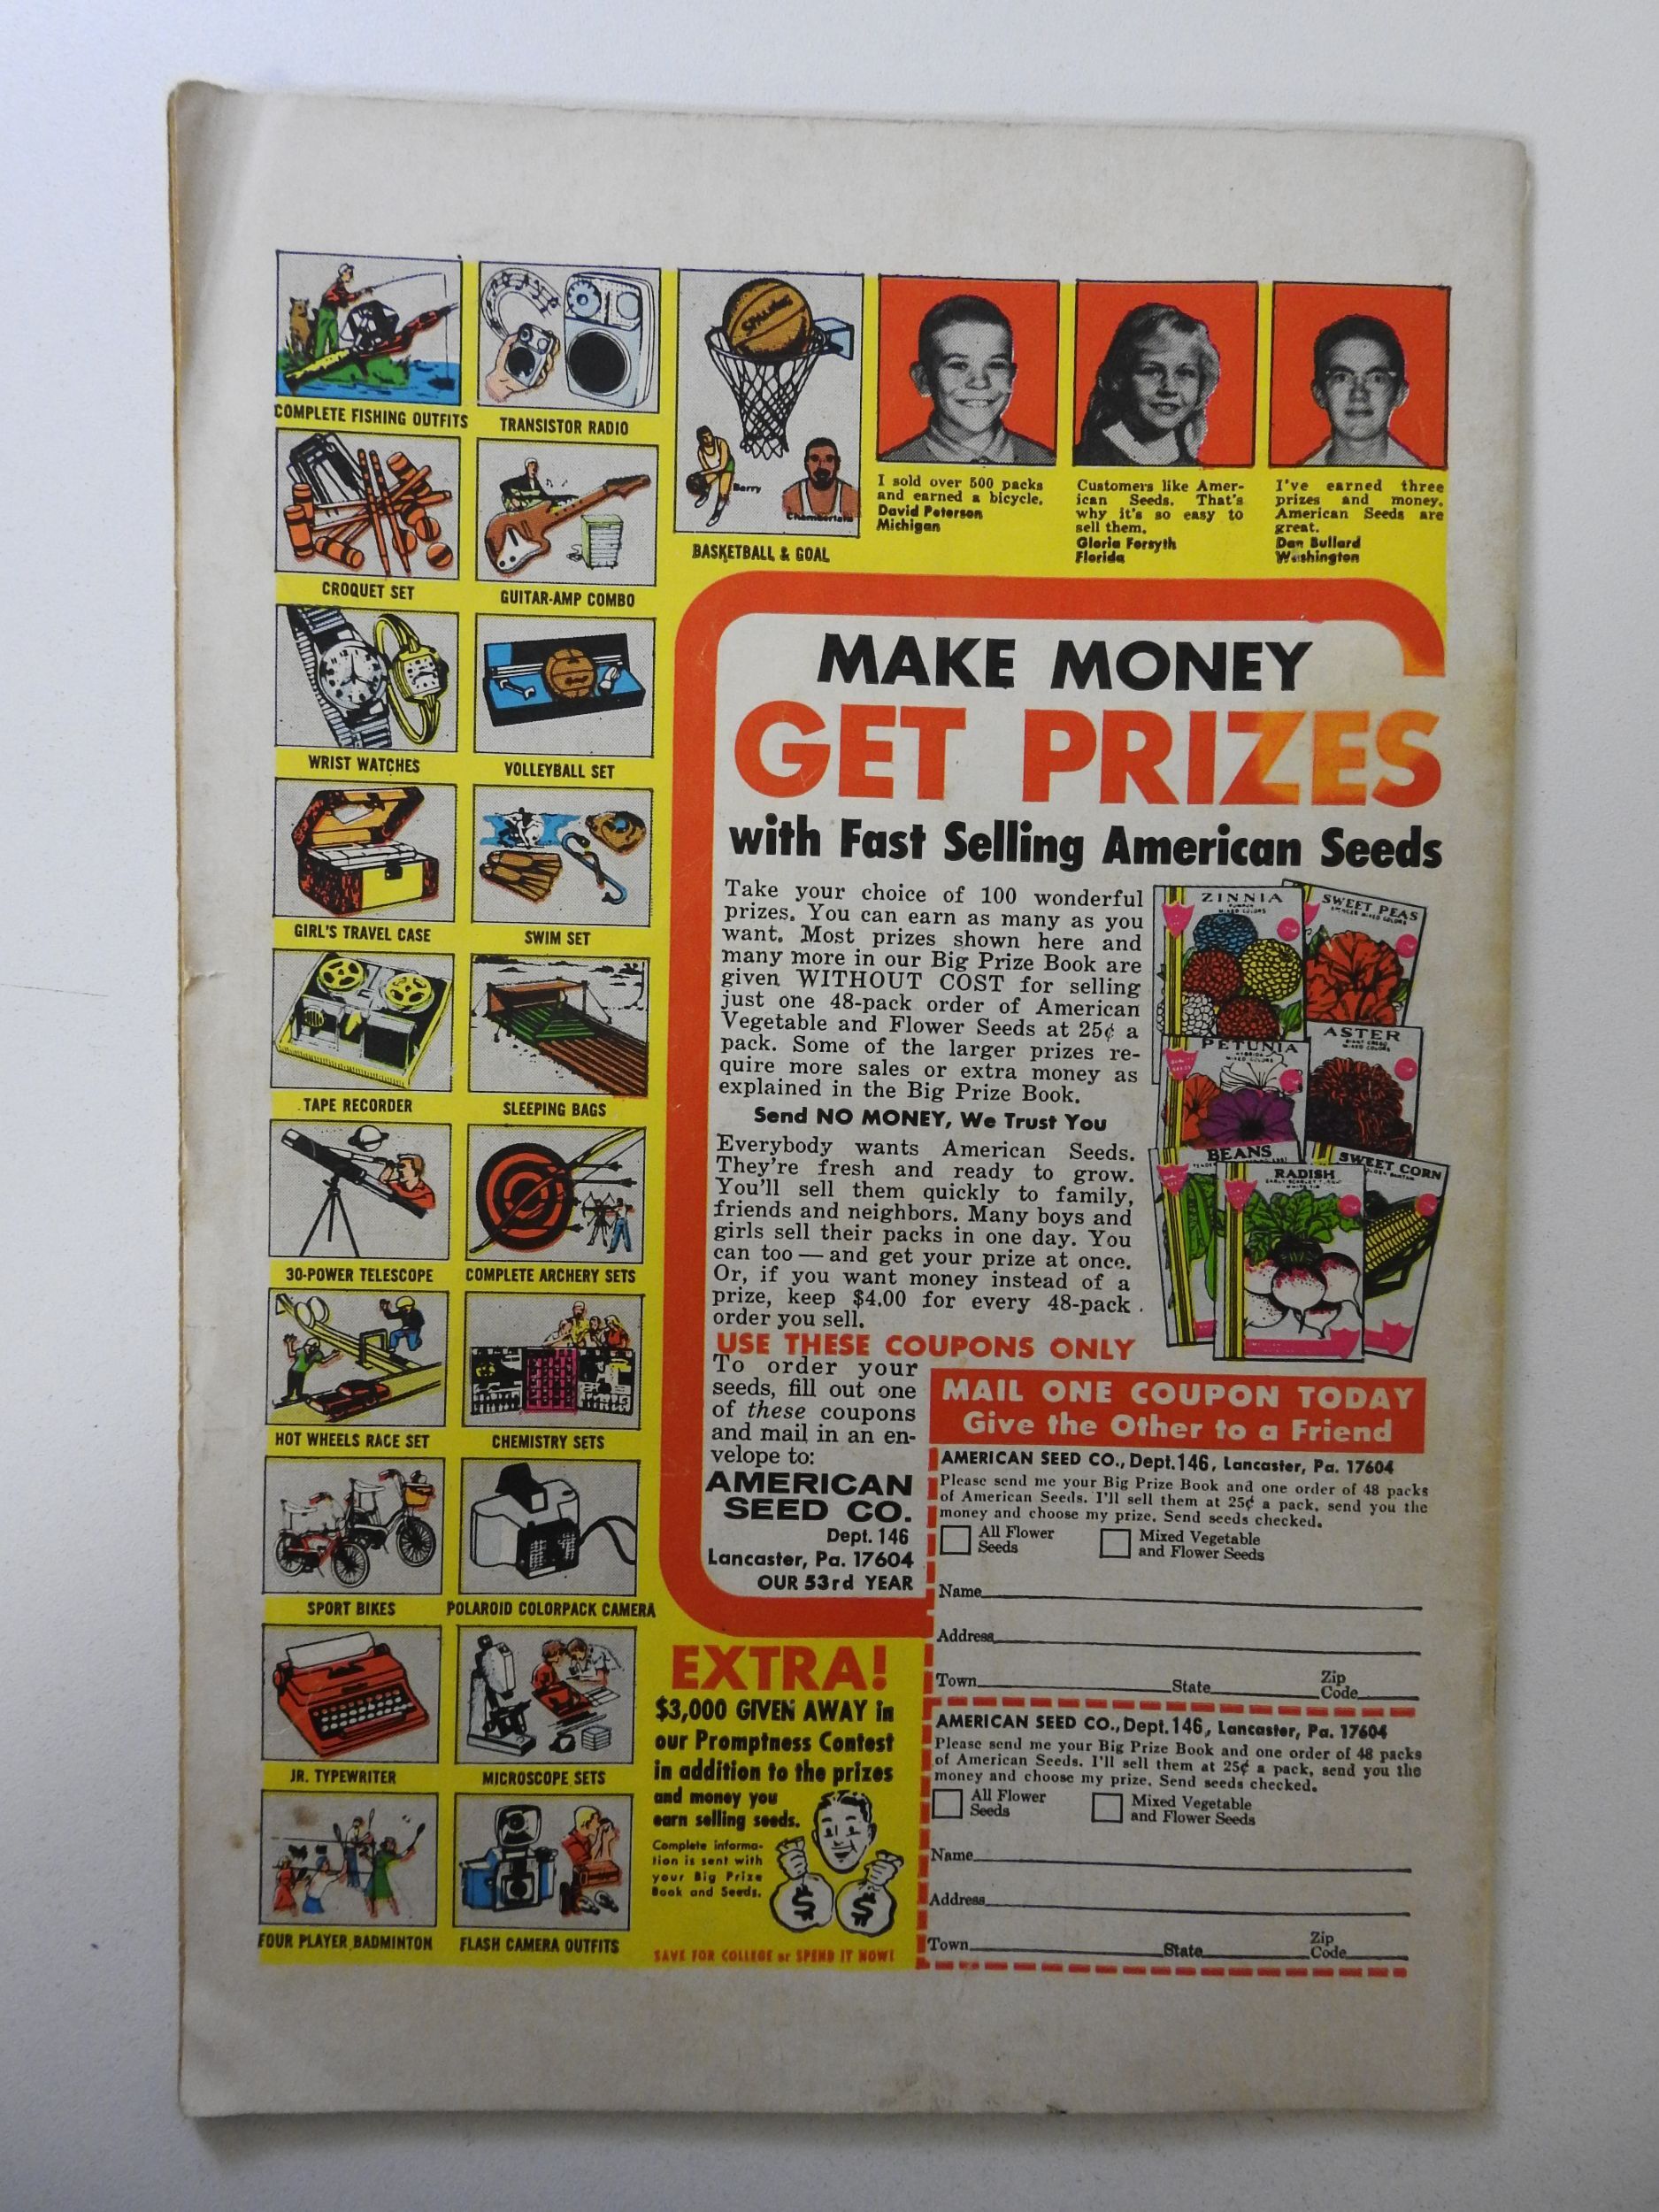 COMPLETE FISHING OUTFITS
TRANSISTOR RADIO
CROQUET SET
GUITAR-AMP COMBO
WRIST WATCHES
VOLLEYBALL SET
GIRL'S TRAVEL CASE
SWIM SET
TAPE RECORDER
SLEEPING BAGS
30-POWER TELESCOPE
COMPLETE ARCHERY SETS
HOT WHEELS RACE SET
CHEMISTRY SETS
SPORT BIKES
POLAROID COLORPACK CAMERA
JR. TYPEWRITER
MICROSCOPE SETS
FOUR PLAYER BADMINTON
FLASH CAMERA OUTFITS
SPALDING
Barry
Chamberlain
BASKETBALL & GOAL
I sold over 500 packs
and earned a bicycle.
David Peterson
Michigan
Customers like Amer-
ican Seeds. That's
why it's so easy to
sell them.
Gloria Forsyth
Florida
I've earned three
prizes and money.
American Seeds are
great.
Dan Bullard
Washington
MAKE MONEY
GET PRIZES
with Fast Selling American Seeds
Take your choice of 100 wonderful
prizes. You can earn as many as you
want. Most prizes shown here and
many more in our Big Prize Book are
given WITHOUT COST for selling
just one 48-pack order of American
Vegetable and Flower Seeds at 25¢ a
pack. Some of the larger prizes re-
quire more sales or extra money as
explained in the Big Prize Book.
Send NO MONEY, We Trust You
Everybody wants American Seeds.
They're fresh and ready to grow.
You'll sell them quickly to family,
friends and neighbors. Many boys and
girls sell their packs in one day. You
can too — and get your prize at once.
Or, if you want money instead of a
prize, keep $4.00 for every 48-pack
order you sell.
ZINNIA
MIXED COLORS
SWEET PEAS
SPENCER MIXED COLORS
PETUNIA
MIXED COLORS
ASTER
MIXED COLORS
BEANS
RADISH
SWEET CORN
USE THESE COUPONS ONLY
To order your
seeds, fill out one
of these coupons
and mail in an en-
velope to:
AMERICAN
SEED CO.
Dept. 146
Lancaster, Pa. 17604
OUR 53rd YEAR
MAIL ONE COUPON TODAY
Give the Other to a Friend
AMERICAN SEED CO., Dept. 146, Lancaster, Pa. 17604
Please send me your Big Prize Book and one order of 48 packs
of American Seeds. I'll sell them at 25¢ a pack, send you the
money and choose my prize. Send seeds checked.
All Flower
Seeds
Mixed Vegetable
and Flower Seeds
Name
Address
Town State Zip Code
AMERICAN SEED CO., Dept. 146, Lancaster, Pa. 17604
Please send me your Big Prize Book and one order of 48 packs
of American Seeds. I'll sell them at 25¢ a pack, send you the
money and choose my prize. Send seeds checked.
All Flower
Seeds
Mixed Vegetable
and Flower Seeds
Name
Address
Town State Zip Code
EXTRA!
$3,000 GIVEN AWAY in
our Promptness Contest
in addition to the prizes
and money you
earn selling seeds.
Complete informa-
tion is sent with
your Big Prize
Book and Seeds.
$ $
SAVE FOR COLLEGE or SPEND IT NOW!